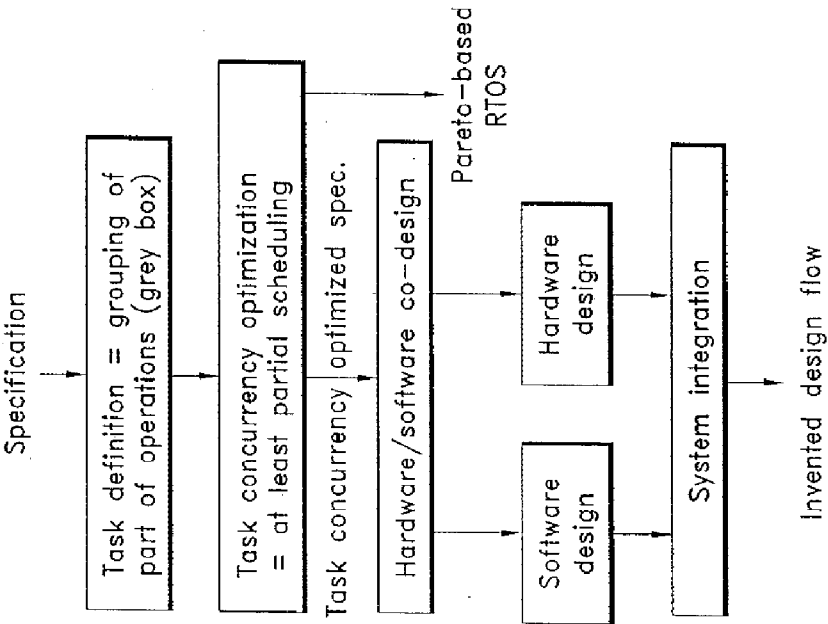 Specification
Task definition = grouping of
part of operations (grey box)
Task concurrency optimization
= at least partial scheduling
Pareto-based
RTOS
Task concurrency optimized spec.
Hardware/software co-design
Software
design
Hardware
design
System integration
Invented design flow